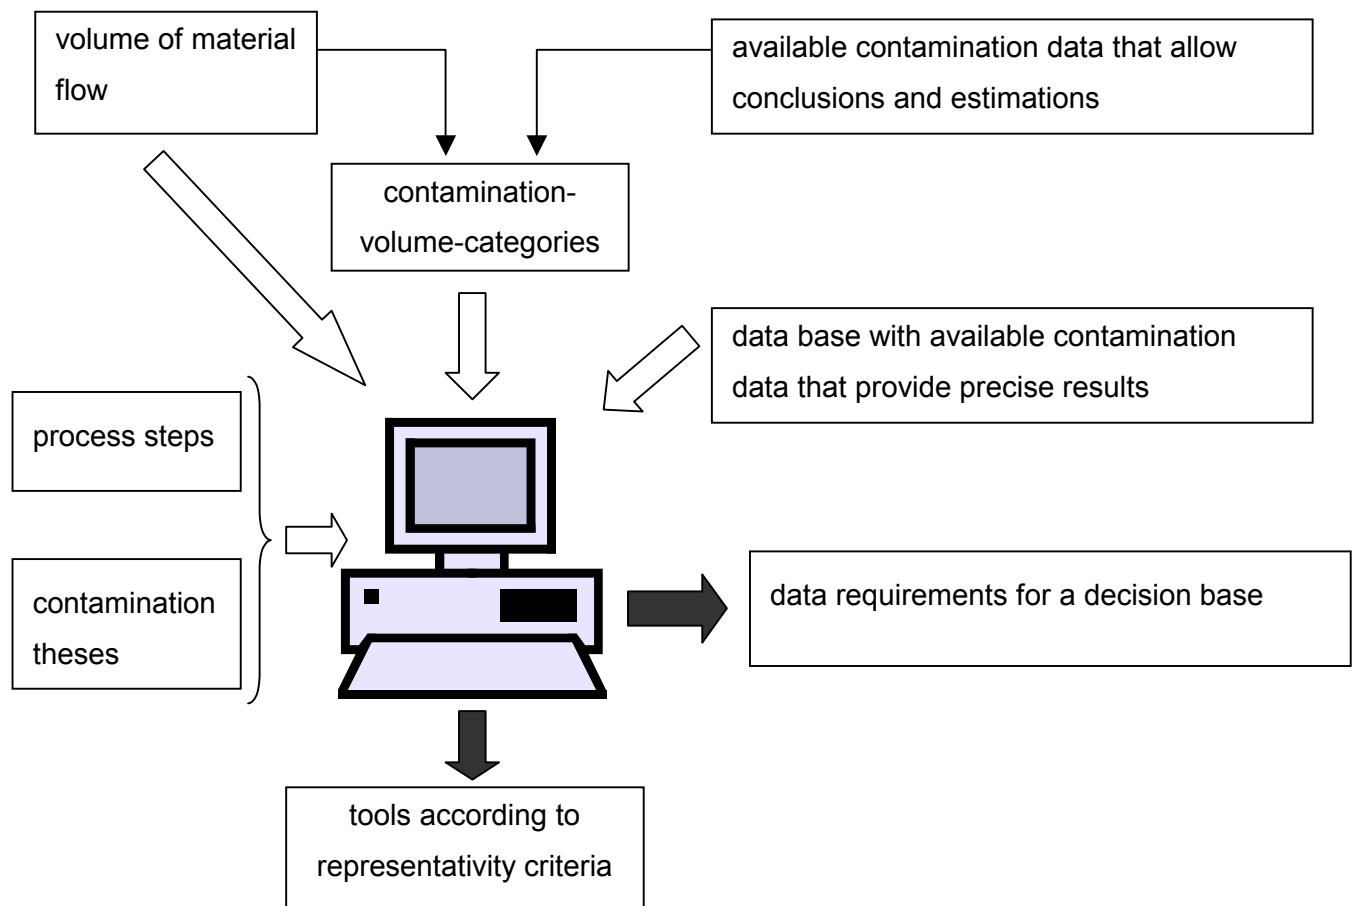 volume of material
flow
available contamination data that allow
conclusions and estimations
contamination-
volume-categories
data base with available contamination
data that provide precise results
process steps
contamination
theses
data requirements for a decision base
tools according to
representativity criteria